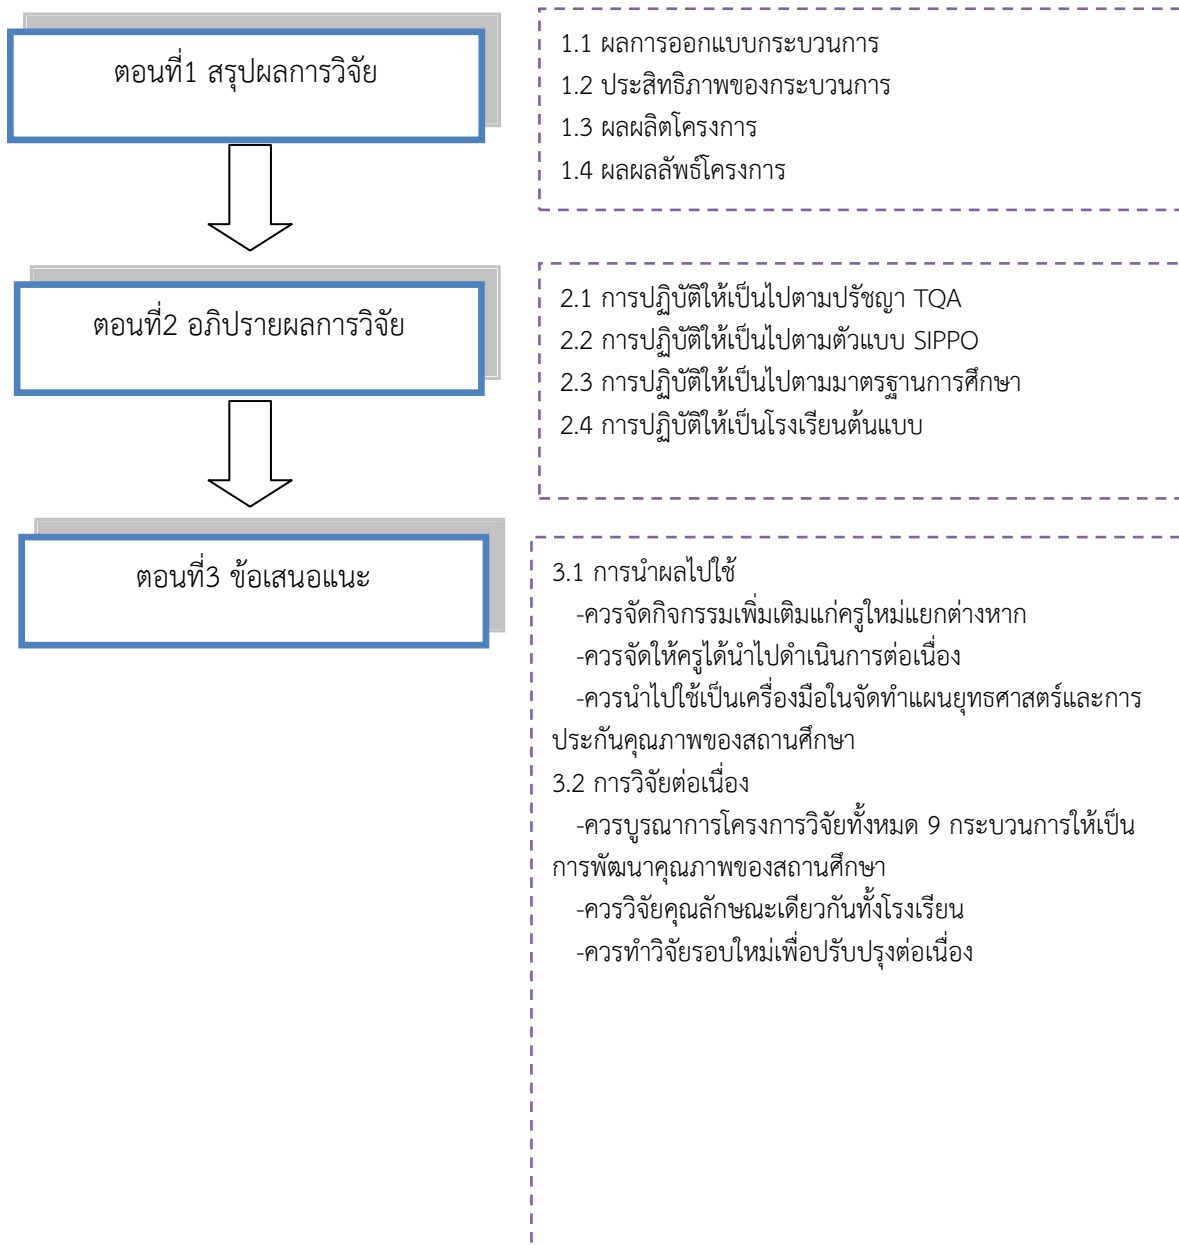 ตอนที่1 สรุปผลการวิจัย
1.1 ผลการออกแบบกระบวนการ
1.2 ประสิทธิภาพของกระบวนการ
1.3 ผลผลิตโครงการ
1.4 ผลผลลัพธ์โครงการ
ตอนที่2 อภิปรายผลการวิจัย
2.1 การปฏิบัติให้เป็นไปตามปรัชญา TQA
2.2 การปฏิบัติให้เป็นไปตามตัวแบบ SIPPO
2.3 การปฏิบัติให้เป็นไปตามมาตรฐานการศึกษา
2.4 การปฏิบัติให้เป็นโรงเรียนต้นแบบ
ตอนที่3 ข้อเสนอแนะ
3.1 การนำผลไปใช้
-ควรจัดกิจกรรมเพิ่มเติมแก่ครูใหม่แยกต่างหาก
-ควรจัดให้ครูได้นำไปดำเนินการต่อเนื่อง
-ควรนำไปใช้เป็นเครื่องมือในจัดทำแผนยุทธศาสตร์และการ
ประกันคุณภาพของสถานศึกษา
3.2 การวิจัยต่อเนื่อง
-ควรบูรณาการโครงการวิจัยทั้งหมด 9 กระบวนการให้เป็น
การพัฒนาคุณภาพของสถานศึกษา
-ควรวิจัยคุณลักษณะเดียวกันทั้งโรงเรียน
-ควรทำวิจัยรอบใหม่เพื่อปรับปรุงต่อเนื่อง